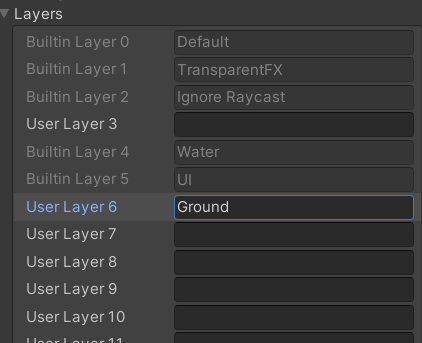 Layers
Builtin Layer 0 Default
Builtin Layer 1 TransparentFX
Builtin Layer 2 Ignore Raycast
User Layer 3
Builtin Layer 4 Water
Builtin Layer 5 UI
User Layer 6 Ground
User Layer 7
User Layer 8
User Layer 9
User Layer 10
User Layer 11